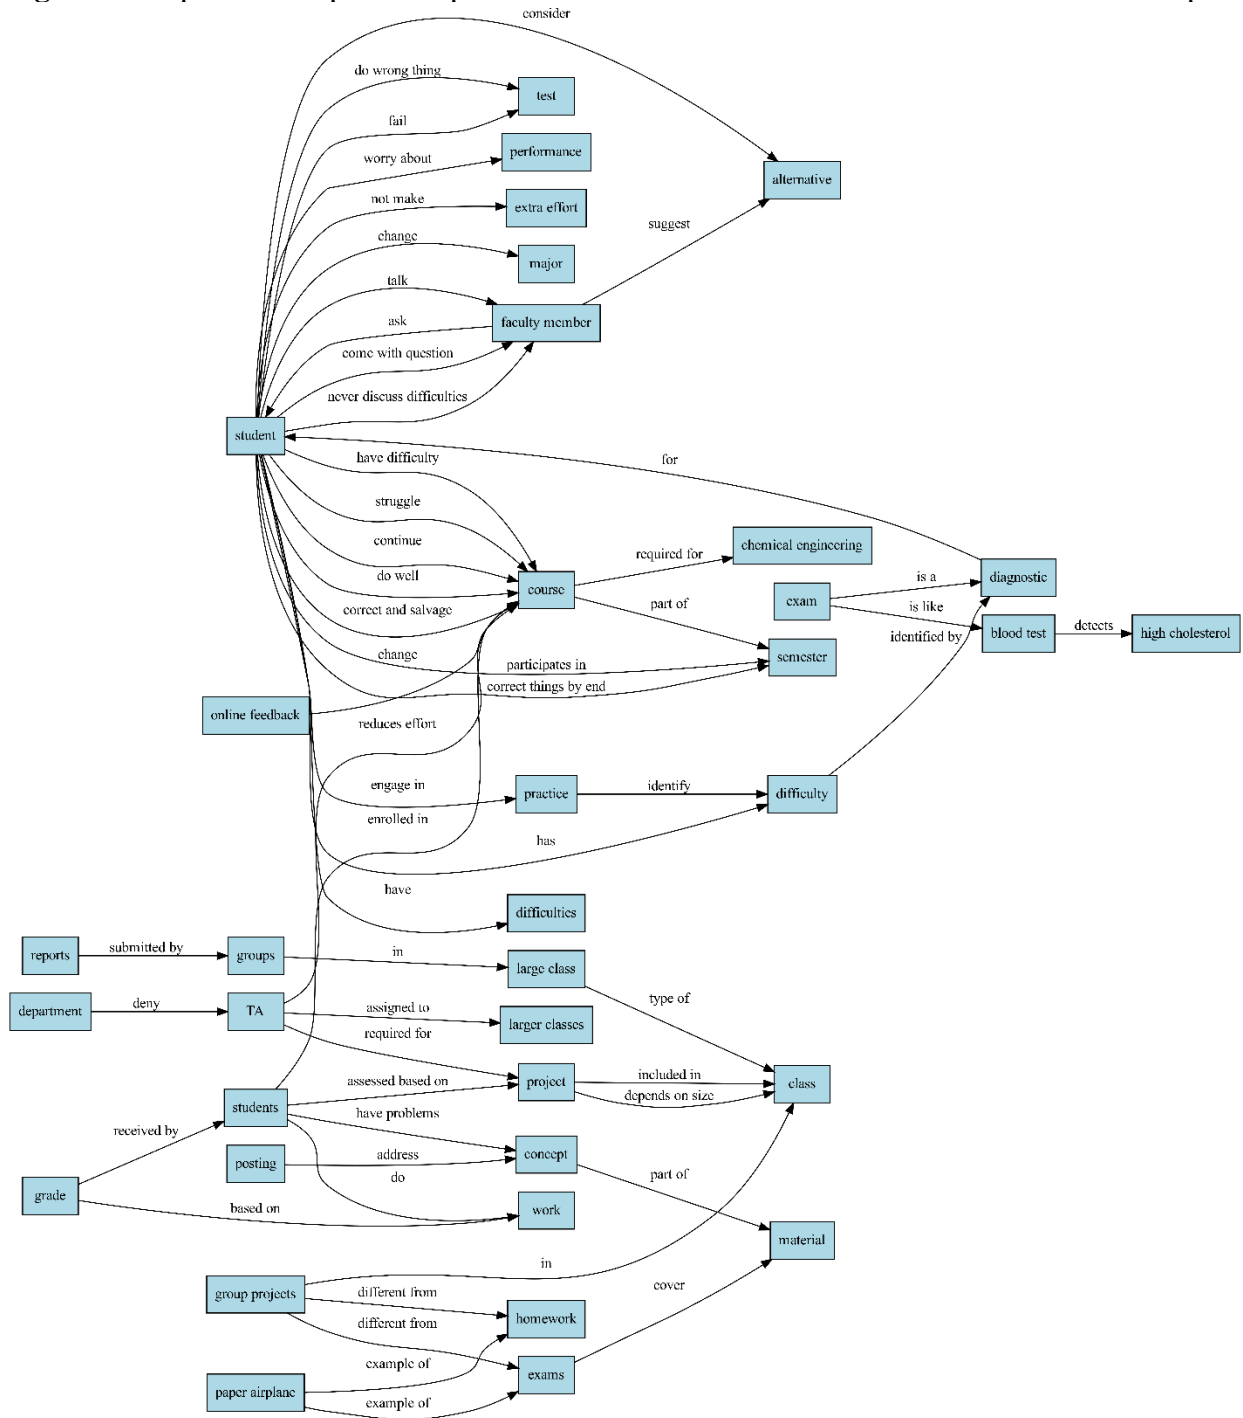 consider
do wrong thing
test
fail
performance
worry about
alternative
not make
extra effort
suggest
change
major
talk
faculty member
ask
come with question
never discuss difficulties
student
have difficulty
for
struggle
chemical engineering
continue
required for
diagnostic
do well
course
is a
exam
part of
is like
correct and salvage
identified by
blood test
detects
high cholesterol
change
semester
participates in
correct things by end
online feedback
reduces effort
engage in
practice
identify
difficulty
enrolled in
has
have
difficulties
reports
submitted by
groups
in
large class
department
deny
TA
assigned to
larger classes
type of
required for
project
included in
class
assessed based on
depends on size
students
have problems
received by
posting
address
concept
part of
do
grade
based on
work
material
in
group projects
different from
homework
cover
different from
example of
exams
paper airplane
example of